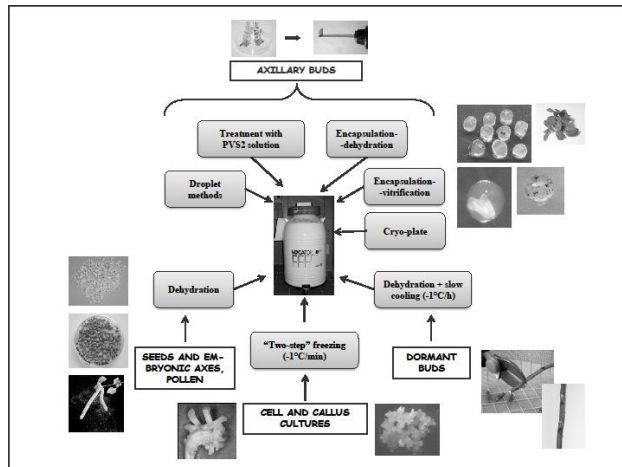 AXILLARY BUDS
Treatment with
PVS2 solution
Encapsulation-
-dehydration
Droplet
methods
Encapsulation-
-vitrification
Cryo-plate
Dehydration
Dehydration + slow
cooling (-1°C/h)
SEEDS AND EM-
BRYONIC AXES,
POLLEN
"Two-step" freezing
(-1°C/min)
DORMANT
BUDS
CELL AND CALLUS
CULTURES